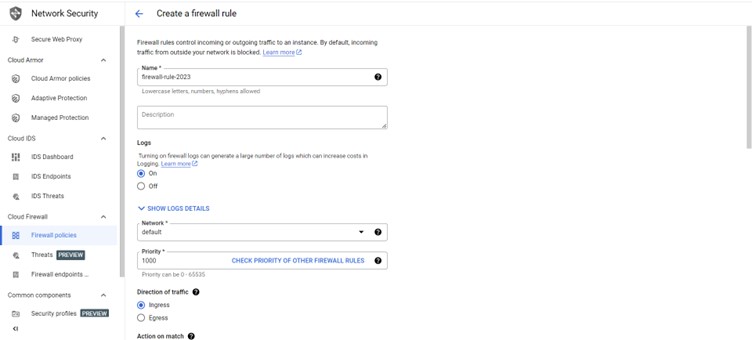 Network Security
Create a firewall rule
Secure Web Proxy
Cloud Armor
Cloud Armor policies
Adaptive Protection
Managed Protection
Cloud IDS
IDS Dashboard
IDS Endpoints
IDS Threats
Cloud Firewall
Firewall policies
Threats PREVIEW
Firewall endpoints ...
Common components
Security profiles PREVIEW
Firewall rules control incoming or outgoing traffic to an instance. By default, incoming
traffic from outside your network is blocked. Learn more
Name *
firewall-rule-2023
Lowercase letters, numbers, hyphens allowed
Description
Logs
Turning on firewall logs can generate a large number of logs which can increase costs in
Logging. Learn more
On
Off
SHOW LOGS DETAILS
Network *
default
Priority *
1000 CHECK PRIORITY OF OTHER FIREWALL RULES
Priority can be 0 - 65535
Direction of traffic
Ingress
Egress
Action on match